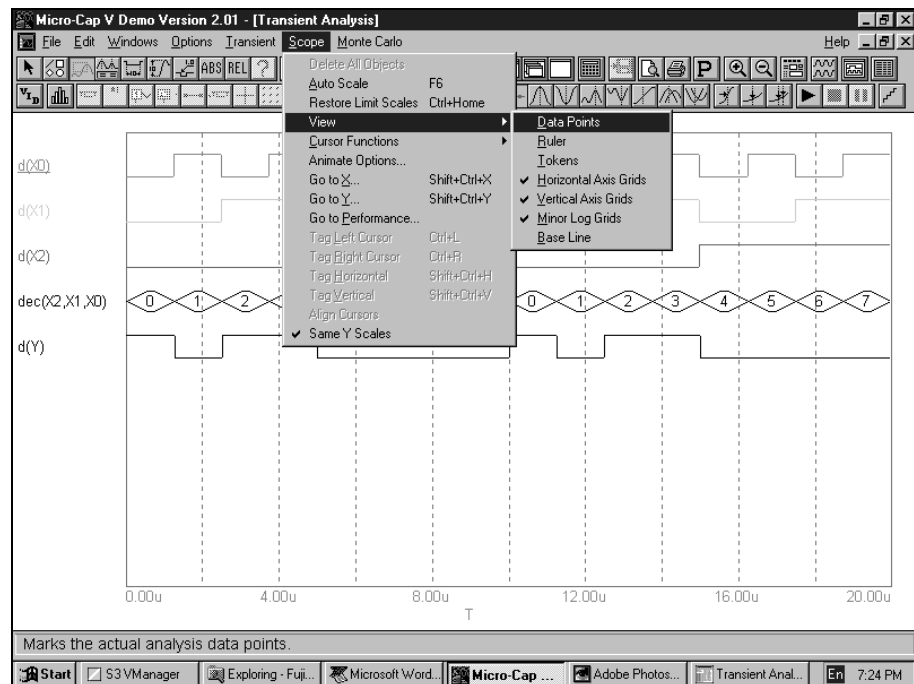 Micro-Cap V Demo Version 2.01 - [Transient Analysis]
File Edit Windows Options Transient Scope Monte Carlo Help
ABS REL ? P
Delete All Objects
Auto Scale F6
Restore Limit Scales Ctrl+Home
View
Cursor Functions
Animate Options...
Go to X... Shift+Ctrl+X
Go to Y... Shift+Ctrl+Y
Go to Performance...
Tag Left Cursor Ctrl+L
Tag Right Cursor Ctrl+R
Tag Horizontal Shift+Ctrl+H
Tag Vertical Shift+Ctrl+V
Align Cursors
Same Y Scales
Data Points
Ruler
Tokens
Horizontal Axis Grids
Vertical Axis Grids
Minor Log Grids
Base Line
d(X0)
d(X1)
d(X2)
dec(X2,X1,X0) 0 1 2 0 1 2 3 4 5 6 7
d(Y)
0.00u 4.00u 8.00u 12.00u 16.00u 20.00u
T
Marks the actual analysis data points.
Start S3 VManager Exploring - Fuji... Microsoft Word... Micro-Cap ... Adobe Photos... Transient Anal... En 7:24 PM